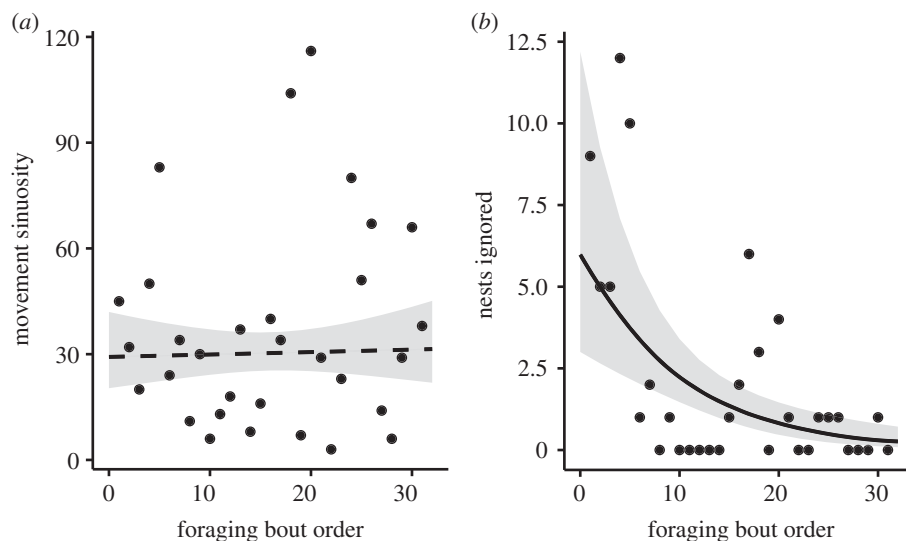 (a)
120
90
60
30
0
movement sinuosity
0 10 20 30
foraging bout order
(b)
12.5
10.0
7.5
5.0
2.5
0
nests ignored
0 10 20 30
foraging bout order